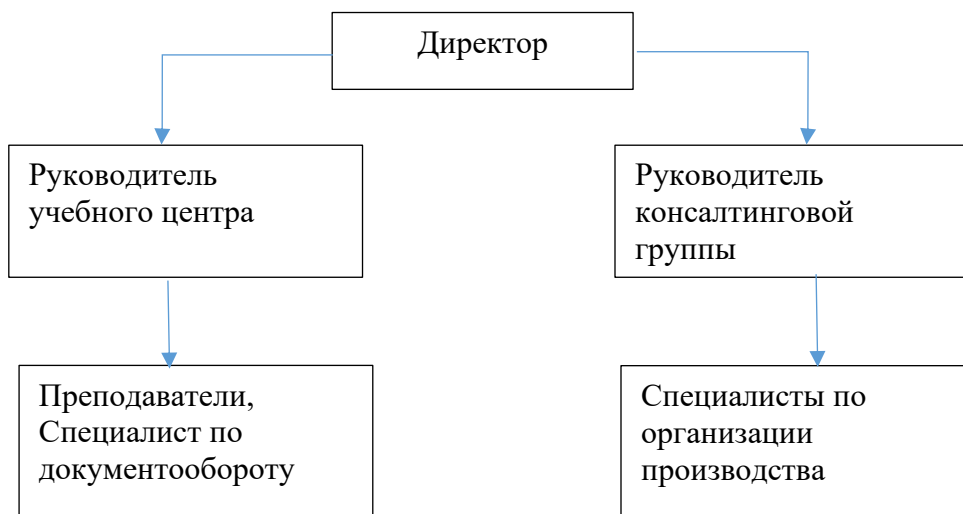 Директор
Руководитель
учебного центра
Руководитель
консалтинговой
группы
Преподаватели,
Специалист по
документообороту
Специалисты по
организации
производства